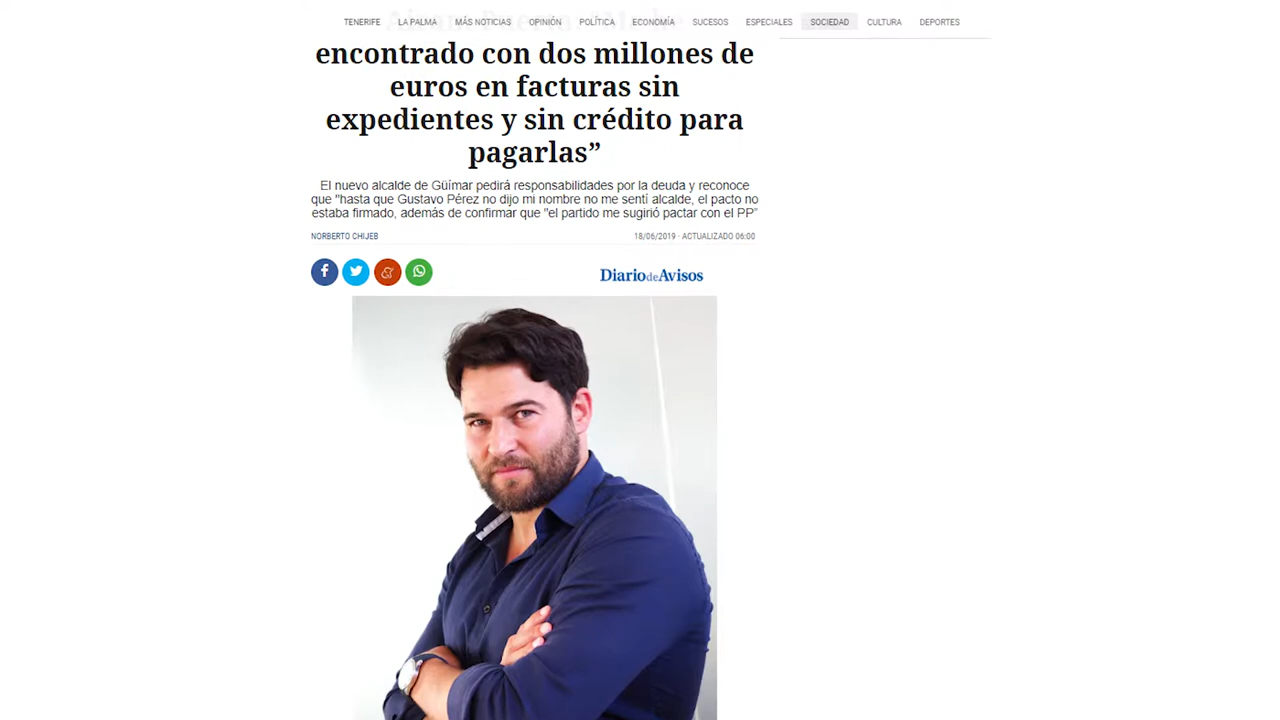 TENERIFE LA PALMA MÁS NOTICIAS OPINIÓN POLÍTICA ECONOMÍA SUCESOS ESPECIALES SOCIEDAD CULTURA DEPORTES
encontrado con dos millones de
euros en facturas sin
expedientes y sin crédito para
pagarlas”
El nuevo alcalde de Güímar pedirá responsabilidades por la deuda y reconoce
que "hasta que Gustavo Pérez no dijo mi nombre no me sentí alcalde, el pacto no
estaba firmado, además de confirmar que "el partido me sugirió pactar con el PP"
NORBERTO CHIJEB 18/06/2019 · ACTUALIZADO 06:00
DiariodeAvisos